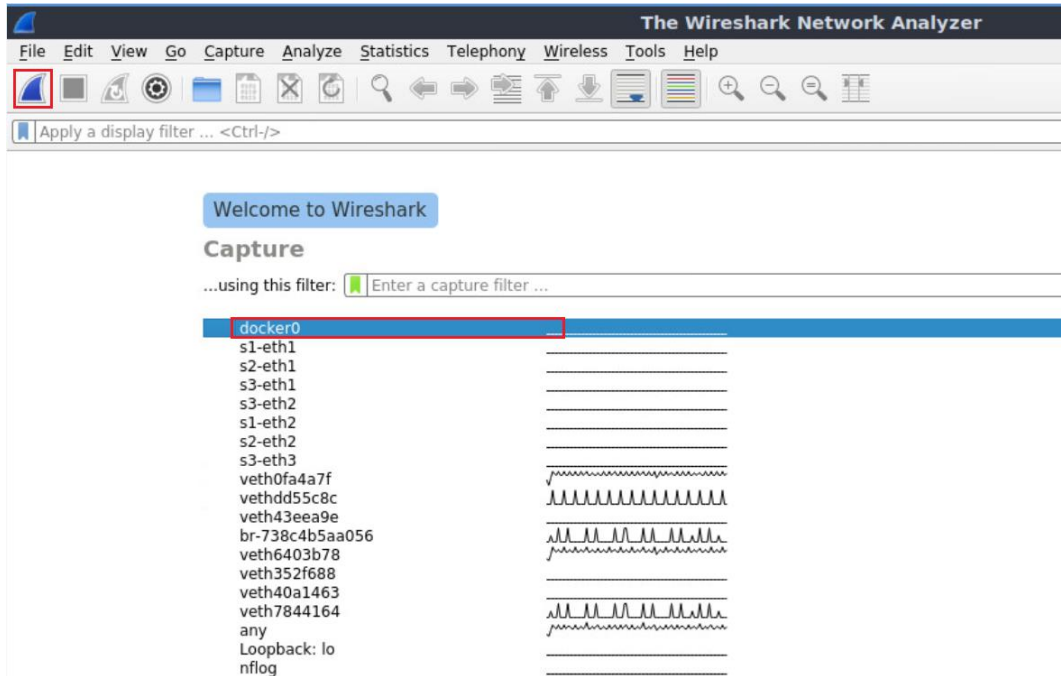 The Wireshark Network Analyzer
File Edit View Go Capture Analyze Statistics Telephony Wireless Tools Help
Apply a display filter ... <Ctrl-/>
Welcome to Wireshark
Capture
...using this filter: Enter a capture filter ...
docker0
s1-eth1
s2-eth1
s3-eth1
s3-eth2
s1-eth2
s2-eth2
s3-eth3
veth0fa4a7f
vethdd55c8c
veth43eea9e
br-738c4b5aa056
veth6403b78
veth352f688
veth40a1463
veth7844164
any
Loopback: lo
nflog